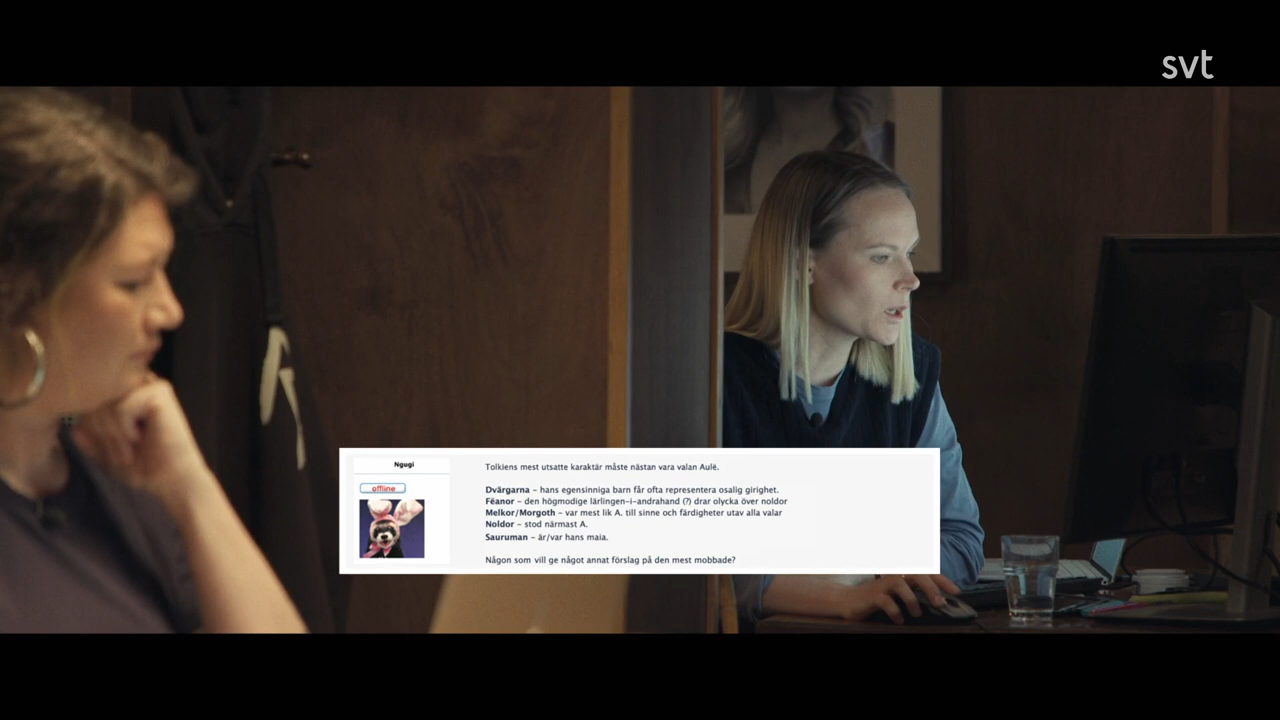 svt
Ngugi
offline
Tolkiens mest utsatte karaktär måste nästan vara valan Aulë.
Dvärgarna – hans egensinniga barn får ofta representera osalig girighet.
Fëanor – den högmodige lärlingen-i-andrahand (?) drar olycka över noldor
Melkor/Morgoth – var mest lik A. till sinne och färdigheter utav alla valar
Noldor – stod närmast A.
Sauruman – är/var hans maia.
Någon som vill ge något annat förslag på den mest mobbade?